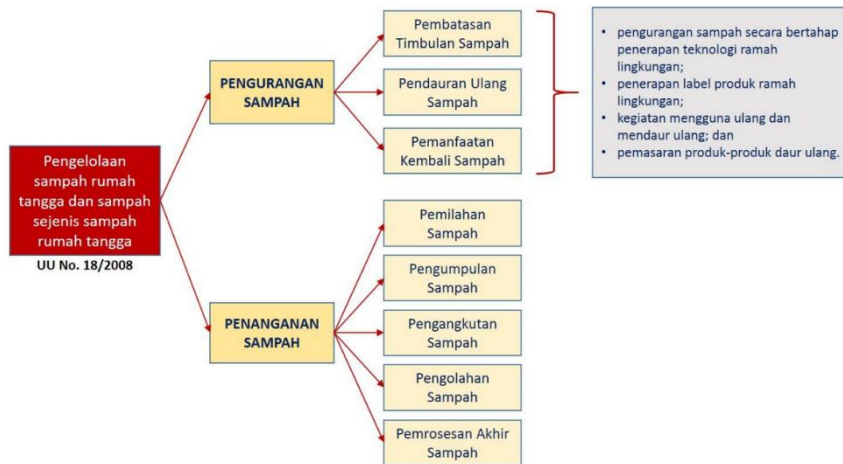 Pengelolaan
sampah rumah
tangga dan sampah
sejenis sampah
rumah tangga
UU No. 18/2008
PENGURANGAN
SAMPAH
Pembatasan
Timbulan Sampah
Pendauran Ulang
Sampah
Pemanfaatan
Kembali Sampah
• pengurangan sampah secara bertahap
penerapan teknologi ramah
lingkungan;
• penerapan label produk ramah
lingkungan;
• kegiatan mengguna ulang dan
mendaur ulang; dan
• pemasaran produk-produk daur ulang.
PENANGANAN
SAMPAH
Pemilahan
Sampah
Pengumpulan
Sampah
Pengangkutan
Sampah
Pengolahan
Sampah
Pemrosesan Akhir
Sampah